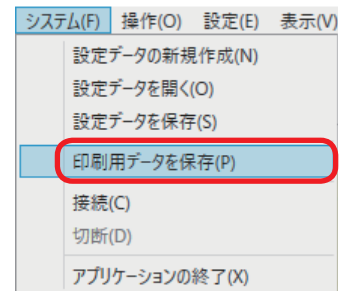 システム(F) 操作(O) 設定(E) 表示(V)
設定データの新規作成(N)
設定データを開く(O)
設定データを保存(S)
印刷用データを保存(P)
接続(C)
切断(D)
アプリケーションの終了(X)